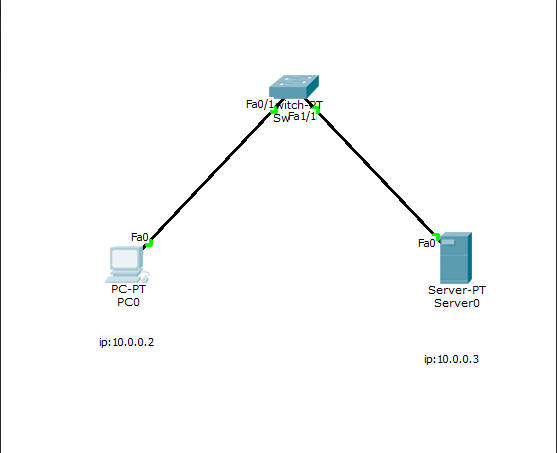 Fa0/1
witch-PT
Sw
Fa1/1
Fa0
PC-PT
PC0
Fa0
Server-PT
Server0
ip:10.0.0.2
ip:10.0.0.3